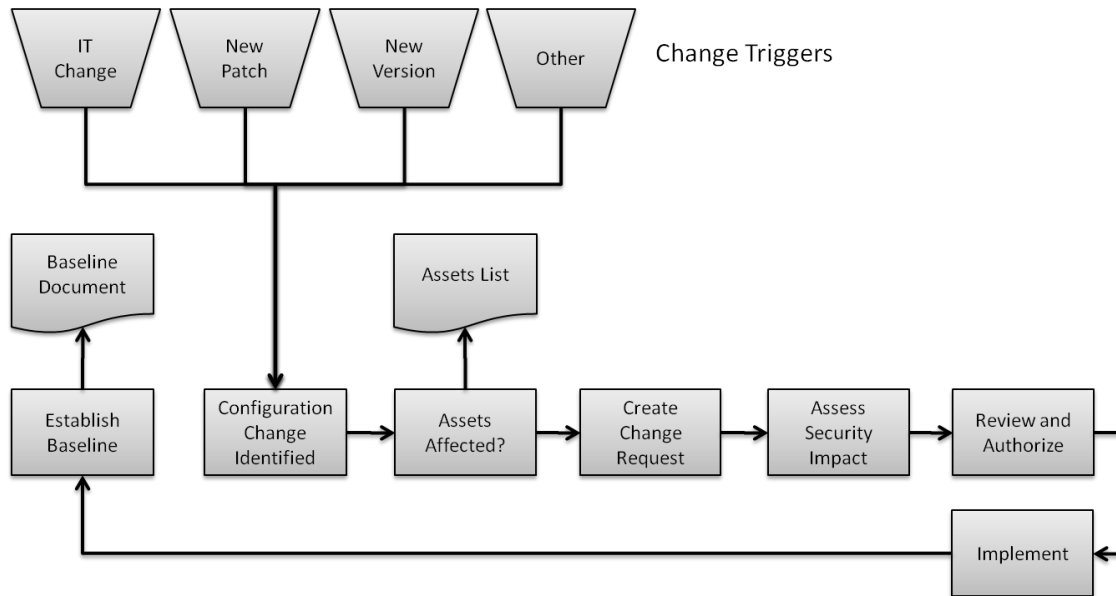 IT
Change
New
Patch
New
Version
Other
Change Triggers
Baseline
Document
Assets List
Establish
Baseline
Configuration
Change
Identified
Assets
Affected?
Create
Change
Request
Assess
Security
Impact
Review and
Authorize
Implement